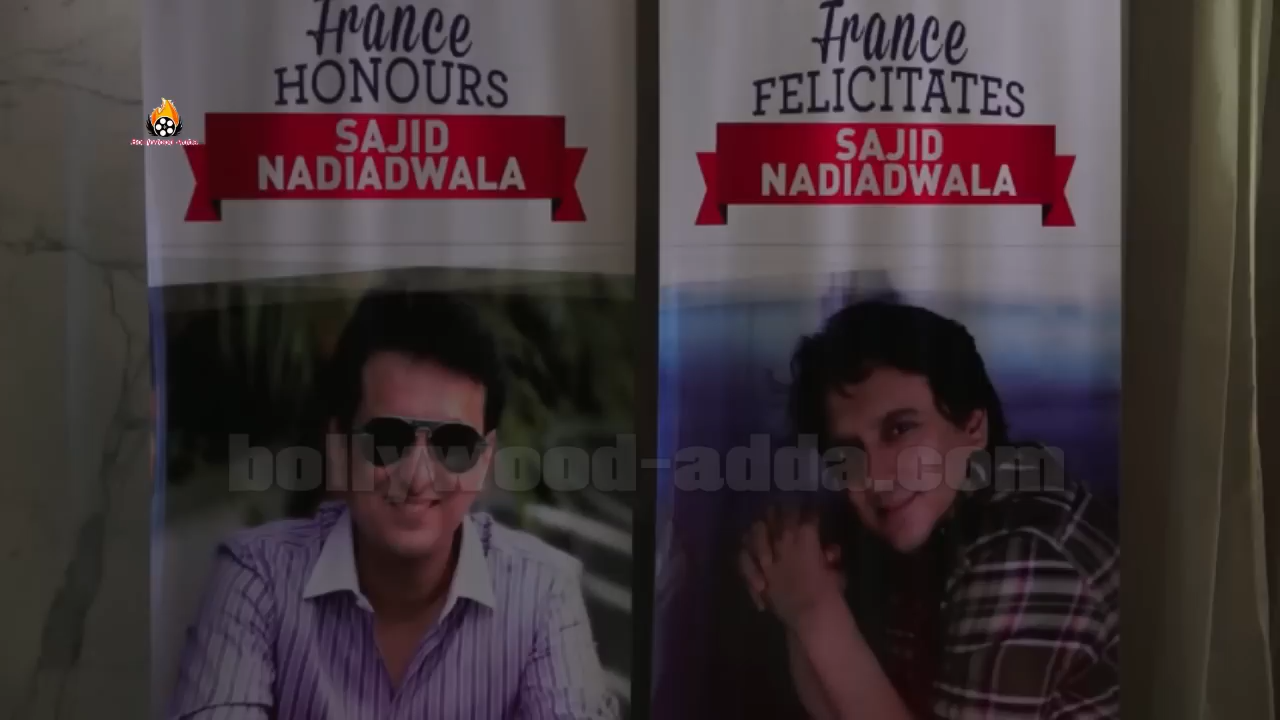 France
HONOURS
SAJID
NADIADWALA
France
FELICITATES
SAJID
NADIADWALA
bollywood-adda.com